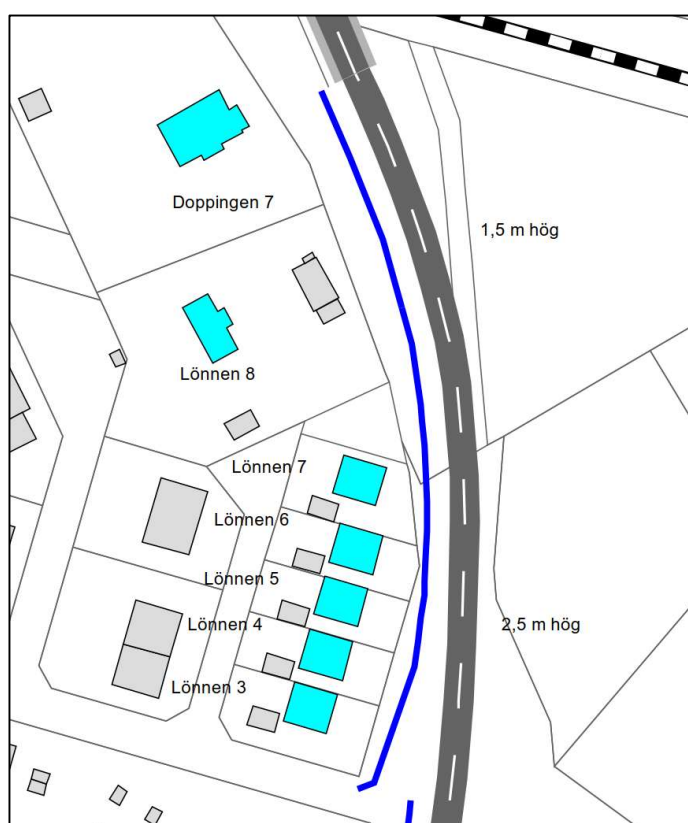 Doppingen 7
1,5 m hög
Lönnen 8
Lönnen 7
Lönnen 6
Lönnen 5
Lönnen 4
2,5 m hög
Lönnen 3